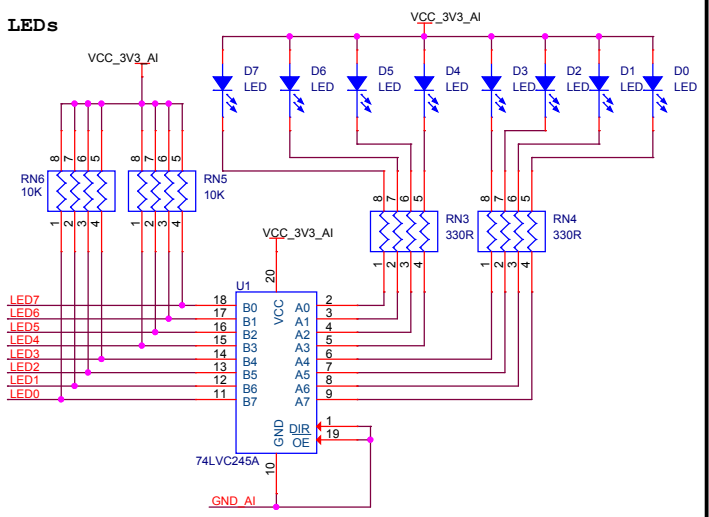 LEDs
VCC_3V3_AI
VCC_3V3_AI
D7
LED
D6
LED
D5
LED
D4
LED
D3
LED
D2
LED
D1
LED
D0
LED
RN6
10K
8
7
6
5
1
2
3
4
RN5
10K
8
7
6
5
1
2
3
4
RN3
330R
8
7
6
5
1
2
3
4
RN4
330R
8
7
6
5
1
2
3
4
VCC_3V3_AI
20
U1
VCC
LED7 18 B0 A0 2
LED6 17 B1 A1 3
LED5 16 B2 A2 4
LED4 15 B3 A3 5
LED3 14 B4 A4 6
LED2 13 B5 A5 7
LED1 12 B6 A6 8
LED0 11 B7 A7 9
GND
DIR 1
OE 19
74LVC245A
10
GND_AI